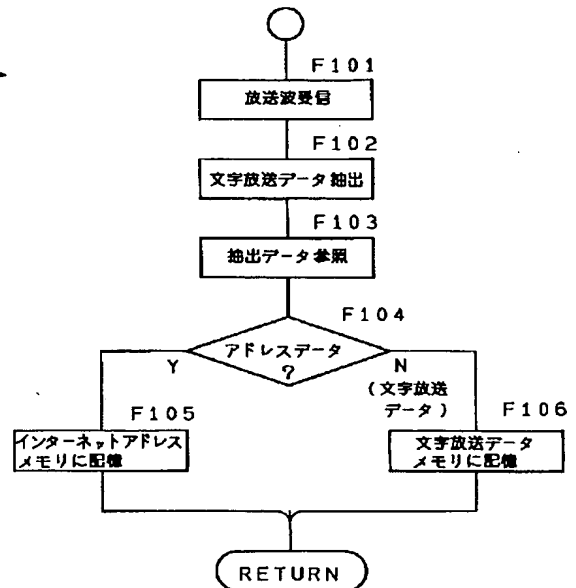 F101
放送波受信
F102
文字放送データ抽出
F103
抽出データ参照
F104
アドレスデータ
?
Y
N
(文字放送
データ)
F105
インターネットアドレス
メモリに記憶
F106
文字放送データ
メモリに記憶
RETURN